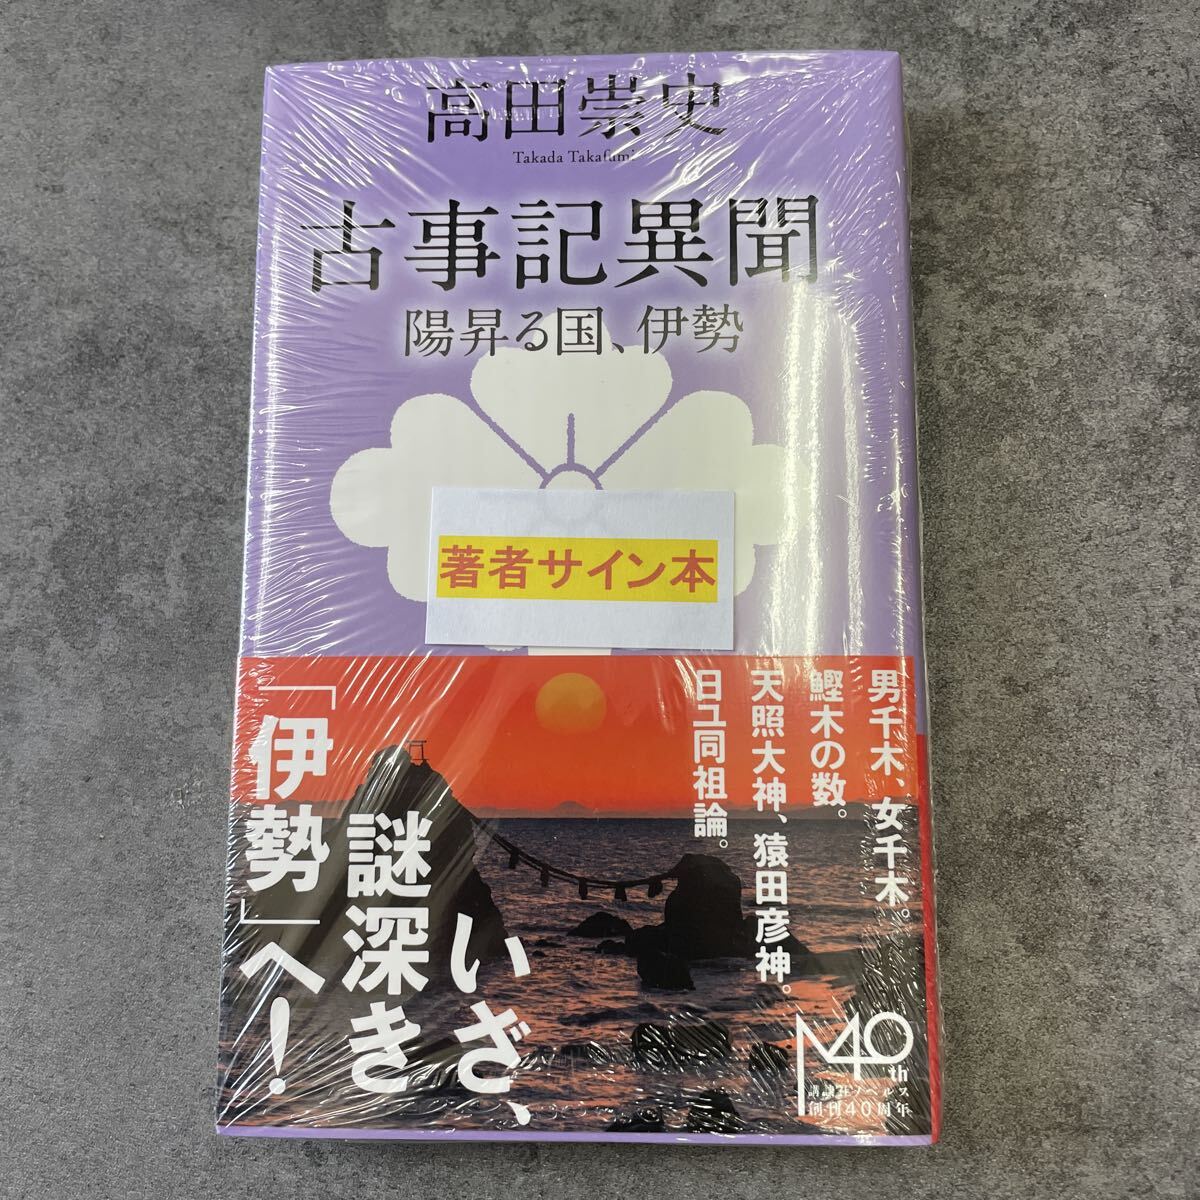 高田崇史
Takada Takafumi
古事記異聞
陽昇る国、伊勢
著者サイン本
男千木、女千木。
鰹木の数。
天照大神、猿田彦神。
日ユ同祖論。
いざ、
謎深き
「伊勢」へ!
40th
講談社ノベルス
創刊40周年